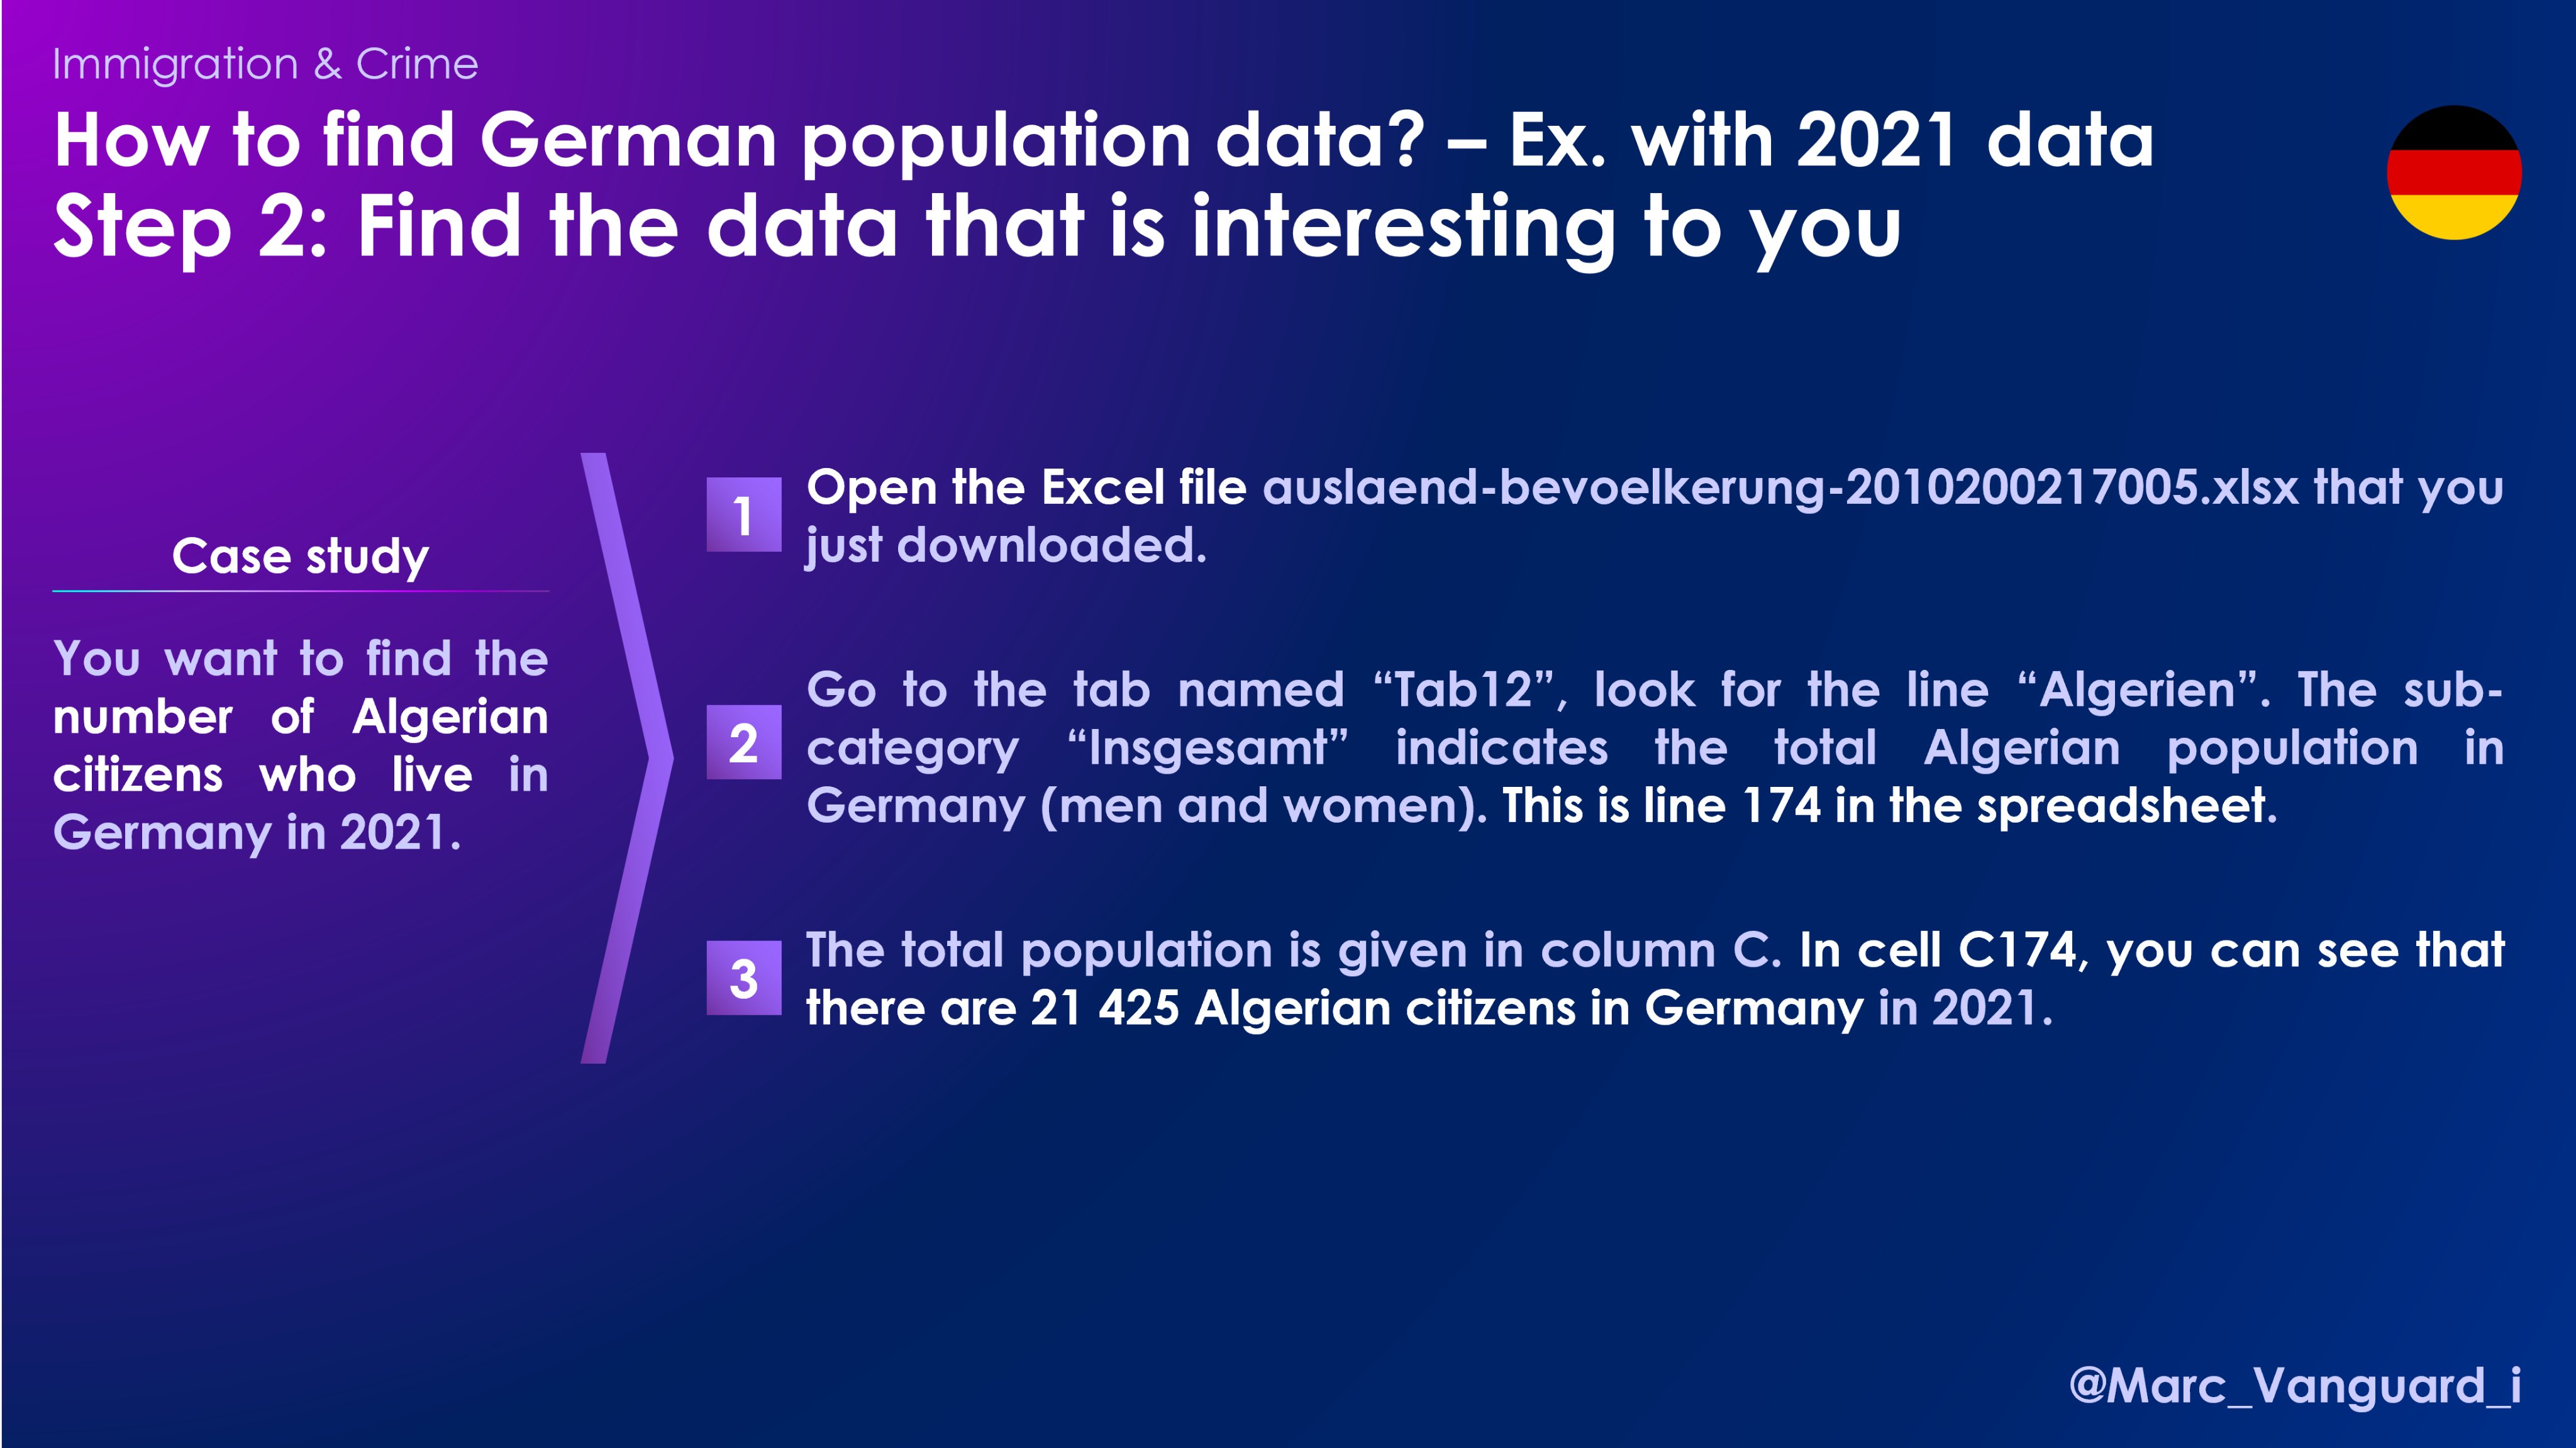 Immigration & Crime
How to find German population data? – Ex. with 2021 data
Step 2: Find the data that is interesting to you
Case study
You want to find the
number of Algerian
citizens who live in
Germany in 2021.
1
Open the Excel file auslaend-bevoelkerung-2010200217005.xlsx that you
just downloaded.
2
Go to the tab named “Tab12”, look for the line “Algerien”. The sub-
category “Insgesamt” indicates the total Algerian population in
Germany (men and women). This is line 174 in the spreadsheet.
3
The total population is given in column C. In cell C174, you can see that
there are 21 425 Algerian citizens in Germany in 2021.
@Marc_Vanguard_i